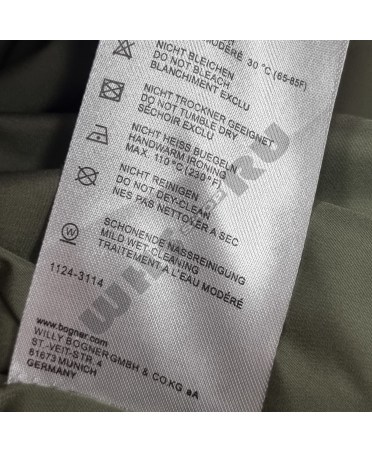 MODÉRÉ 30 °C (65-85F)
NICHT BLEICHEN
DO NOT BLEACH
BLANCHIMENT EXCLU
NICHT TROCKNER GEEIGNET
DO NOT TUMBLE DRY
SÉCHOIR EXCLU
NICHT HEISS BUEGELN
HANDWARM IRONING
MAX. 110 °C (230 °F)
NICHT REINIGEN
DO NOT DRY-CLEAN
NES PAS NETTOYER A SEC
W
SCHONENDE NASSREINIGUNG
MILD WET-CLEANING
TRAITEMENT A L'EAU MODÉRÉ
1124-3114
www.bogner.com
WILLY BOGNER GMBH & CO.KG aA
ST.-VEIT-STR.4
81673 MUNICH
GERMANY